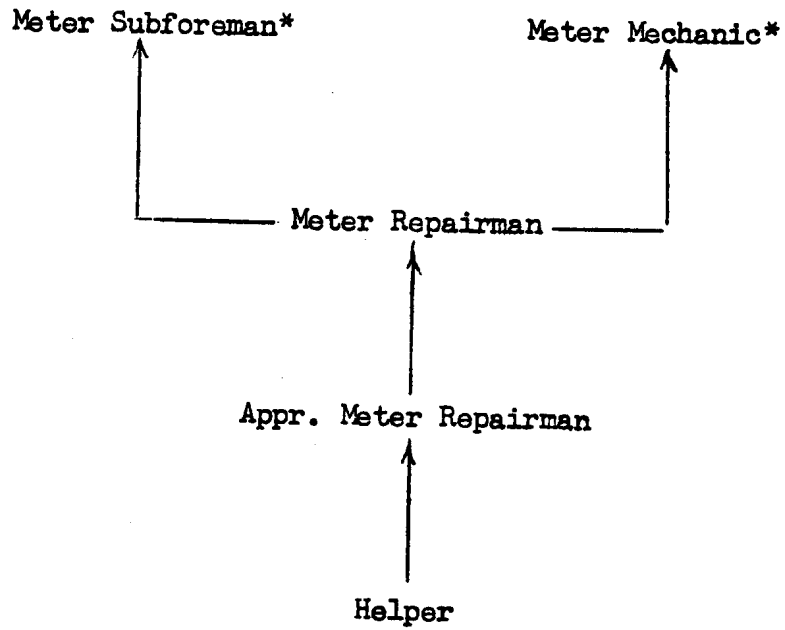 Meter Subforeman*
Meter Mechanic*
Meter Repairman
Appr. Meter Repairman
Helper